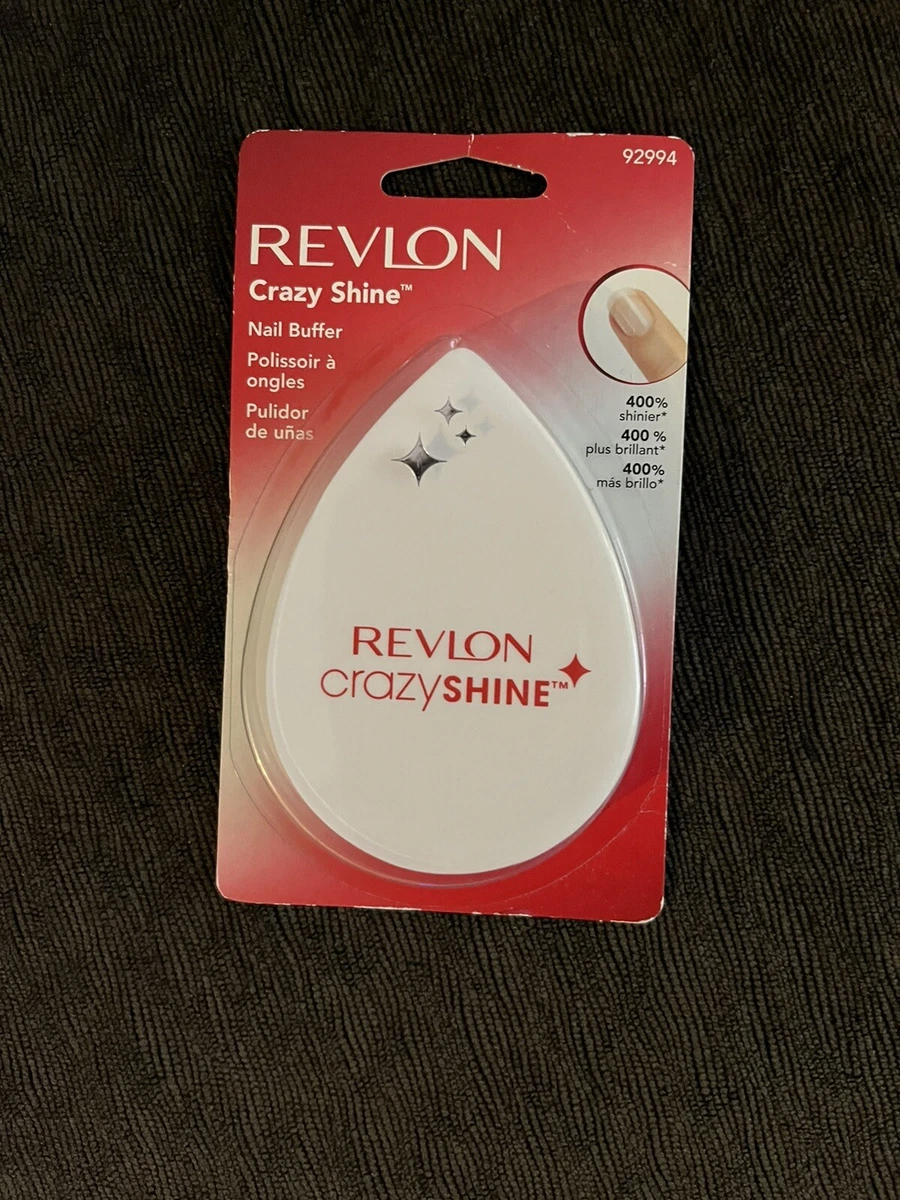 92994
REVLON
Crazy Shine™
Nail Buffer
Polissoir à
ongles
Pulidor
de uñas
400%
shinier*
400 %
plus brillant*
400%
más brillo*
REVLON
crazySHINE™